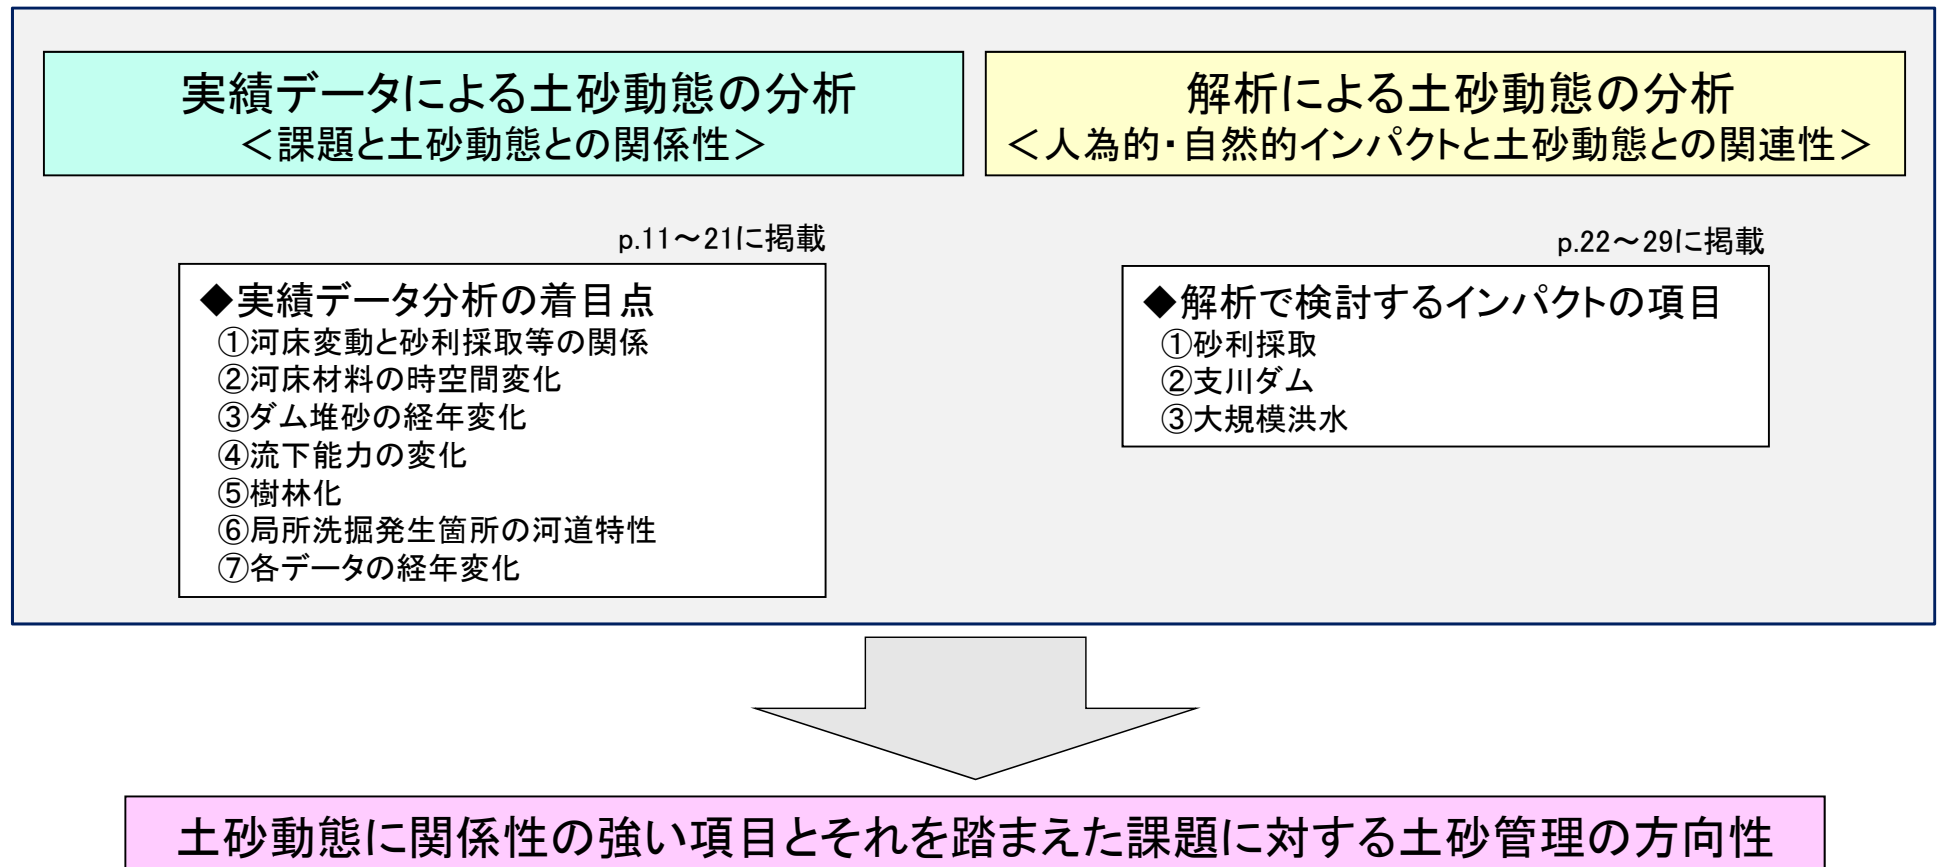 実績データによる土砂動態の分析
＜課題と土砂動態との関係性＞
解析による土砂動態の分析
＜人為的・自然的インパクトと土砂動態との関連性＞
p.11～21に掲載
◆実績データ分析の着目点
①河床変動と砂利採取等の関係
②河床材料の時空間変化
③ダム堆砂の経年変化
④流下能力の変化
⑤樹林化
⑥局所洗掘発生箇所の河道特性
⑦各データの経年変化
p.22～29に掲載
◆解析で検討するインパクトの項目
①砂利採取
②支川ダム
③大規模洪水
土砂動態に関係性の強い項目とそれを踏まえた課題に対する土砂管理の方向性